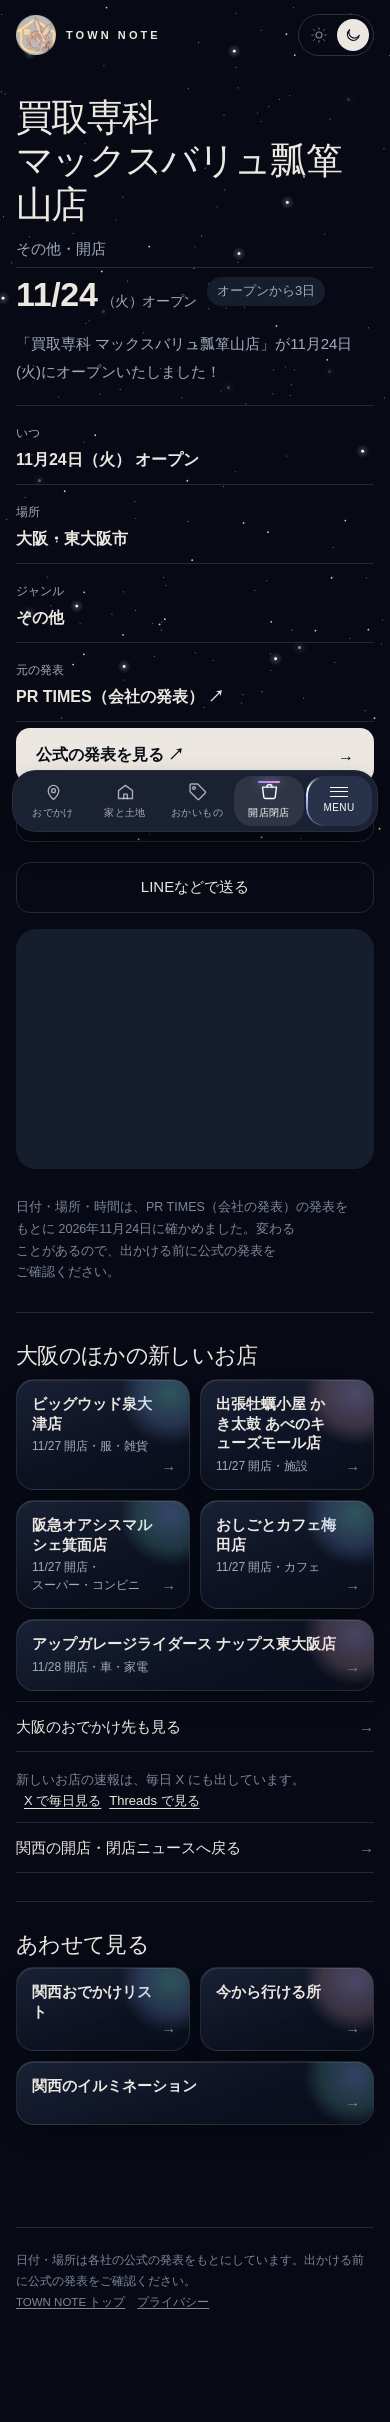 TOWN NOTE
買取専科
マックスバリュ瓢箪
山店
その他・開店
11/24（火）オープン オープンから3日
「買取専科 マックスバリュ瓢箪山店」が11月24日
(火)にオープンいたしました！
いつ
11月24日（火） オープン
場所
大阪・東大阪市
ジャンル
その他
元の発表
PR TIMES（会社の発表） ↗
公式の発表を見る ↗ →
おでかけ 家と土地 おかいもの 開店閉店 MENU
LINEなどで送る
日付・場所・時間は、PR TIMES（会社の発表）の発表を
もとに 2026年11月24日に確かめました。変わる
ことがあるので、出かける前に公式の発表を
ご確認ください。
大阪のほかの新しいお店
ビッグウッド泉大
津店
11/27 開店・服・雑貨 →
出張牡蠣小屋 か
き太鼓 あべのキ
ューズモール店
11/27 開店・施設 →
阪急オアシスマル
シェ箕面店
11/27 開店・
スーパー・コンビニ →
おしごとカフェ梅
田店
11/27 開店・カフェ →
アップガレージライダース ナップス東大阪店
11/28 開店・車・家電 →
大阪のおでかけ先も見る →
新しいお店の速報は、毎日 X にも出しています。
X で毎日見る Threads で見る
関西の開店・閉店ニュースへ戻る →
あわせて見る
関西おでかけリス
ト →
今から行ける所 →
関西のイルミネーション →
日付・場所は各社の公式の発表をもとにしています。出かける前
に公式の発表をご確認ください。
TOWN NOTE トップ プライバシー